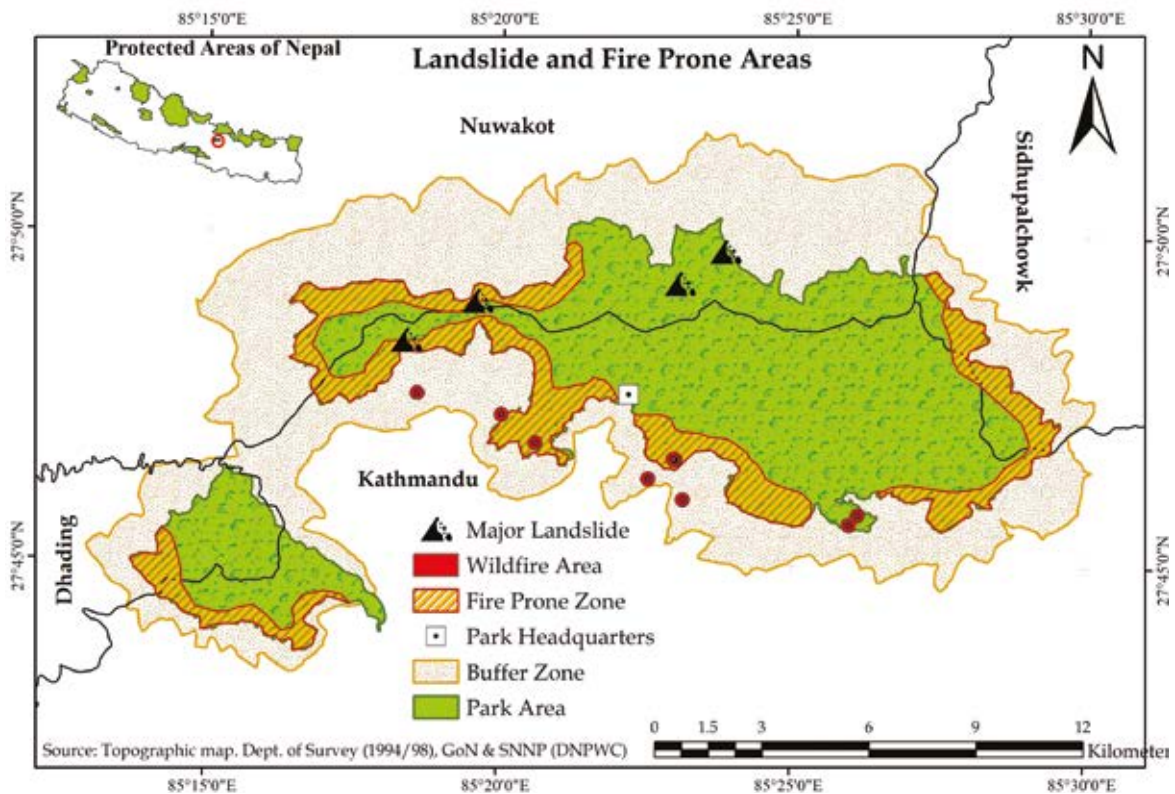 85°15'0"E 85°20'0"E 85°25'0"E 85°30'0"E
Protected Areas of Nepal
Landslide and Fire Prone Areas
N
Nuwakot
Sidhupalchowk
27°50'0"N
27°50'0"N
Kathmandu
Dhading
27°45'0"N
27°45'0"N
Major Landslide
Wildfire Area
Fire Prone Zone
Park Headquarters
Buffer Zone
Park Area
0 1.5 3 6 9 12
Kilometer
Source: Topographic map. Dept. of Survey (1994/98), GoN & SNNP (DNPWC)
85°15'0"E 85°20'0"E 85°25'0"E 85°30'0"E